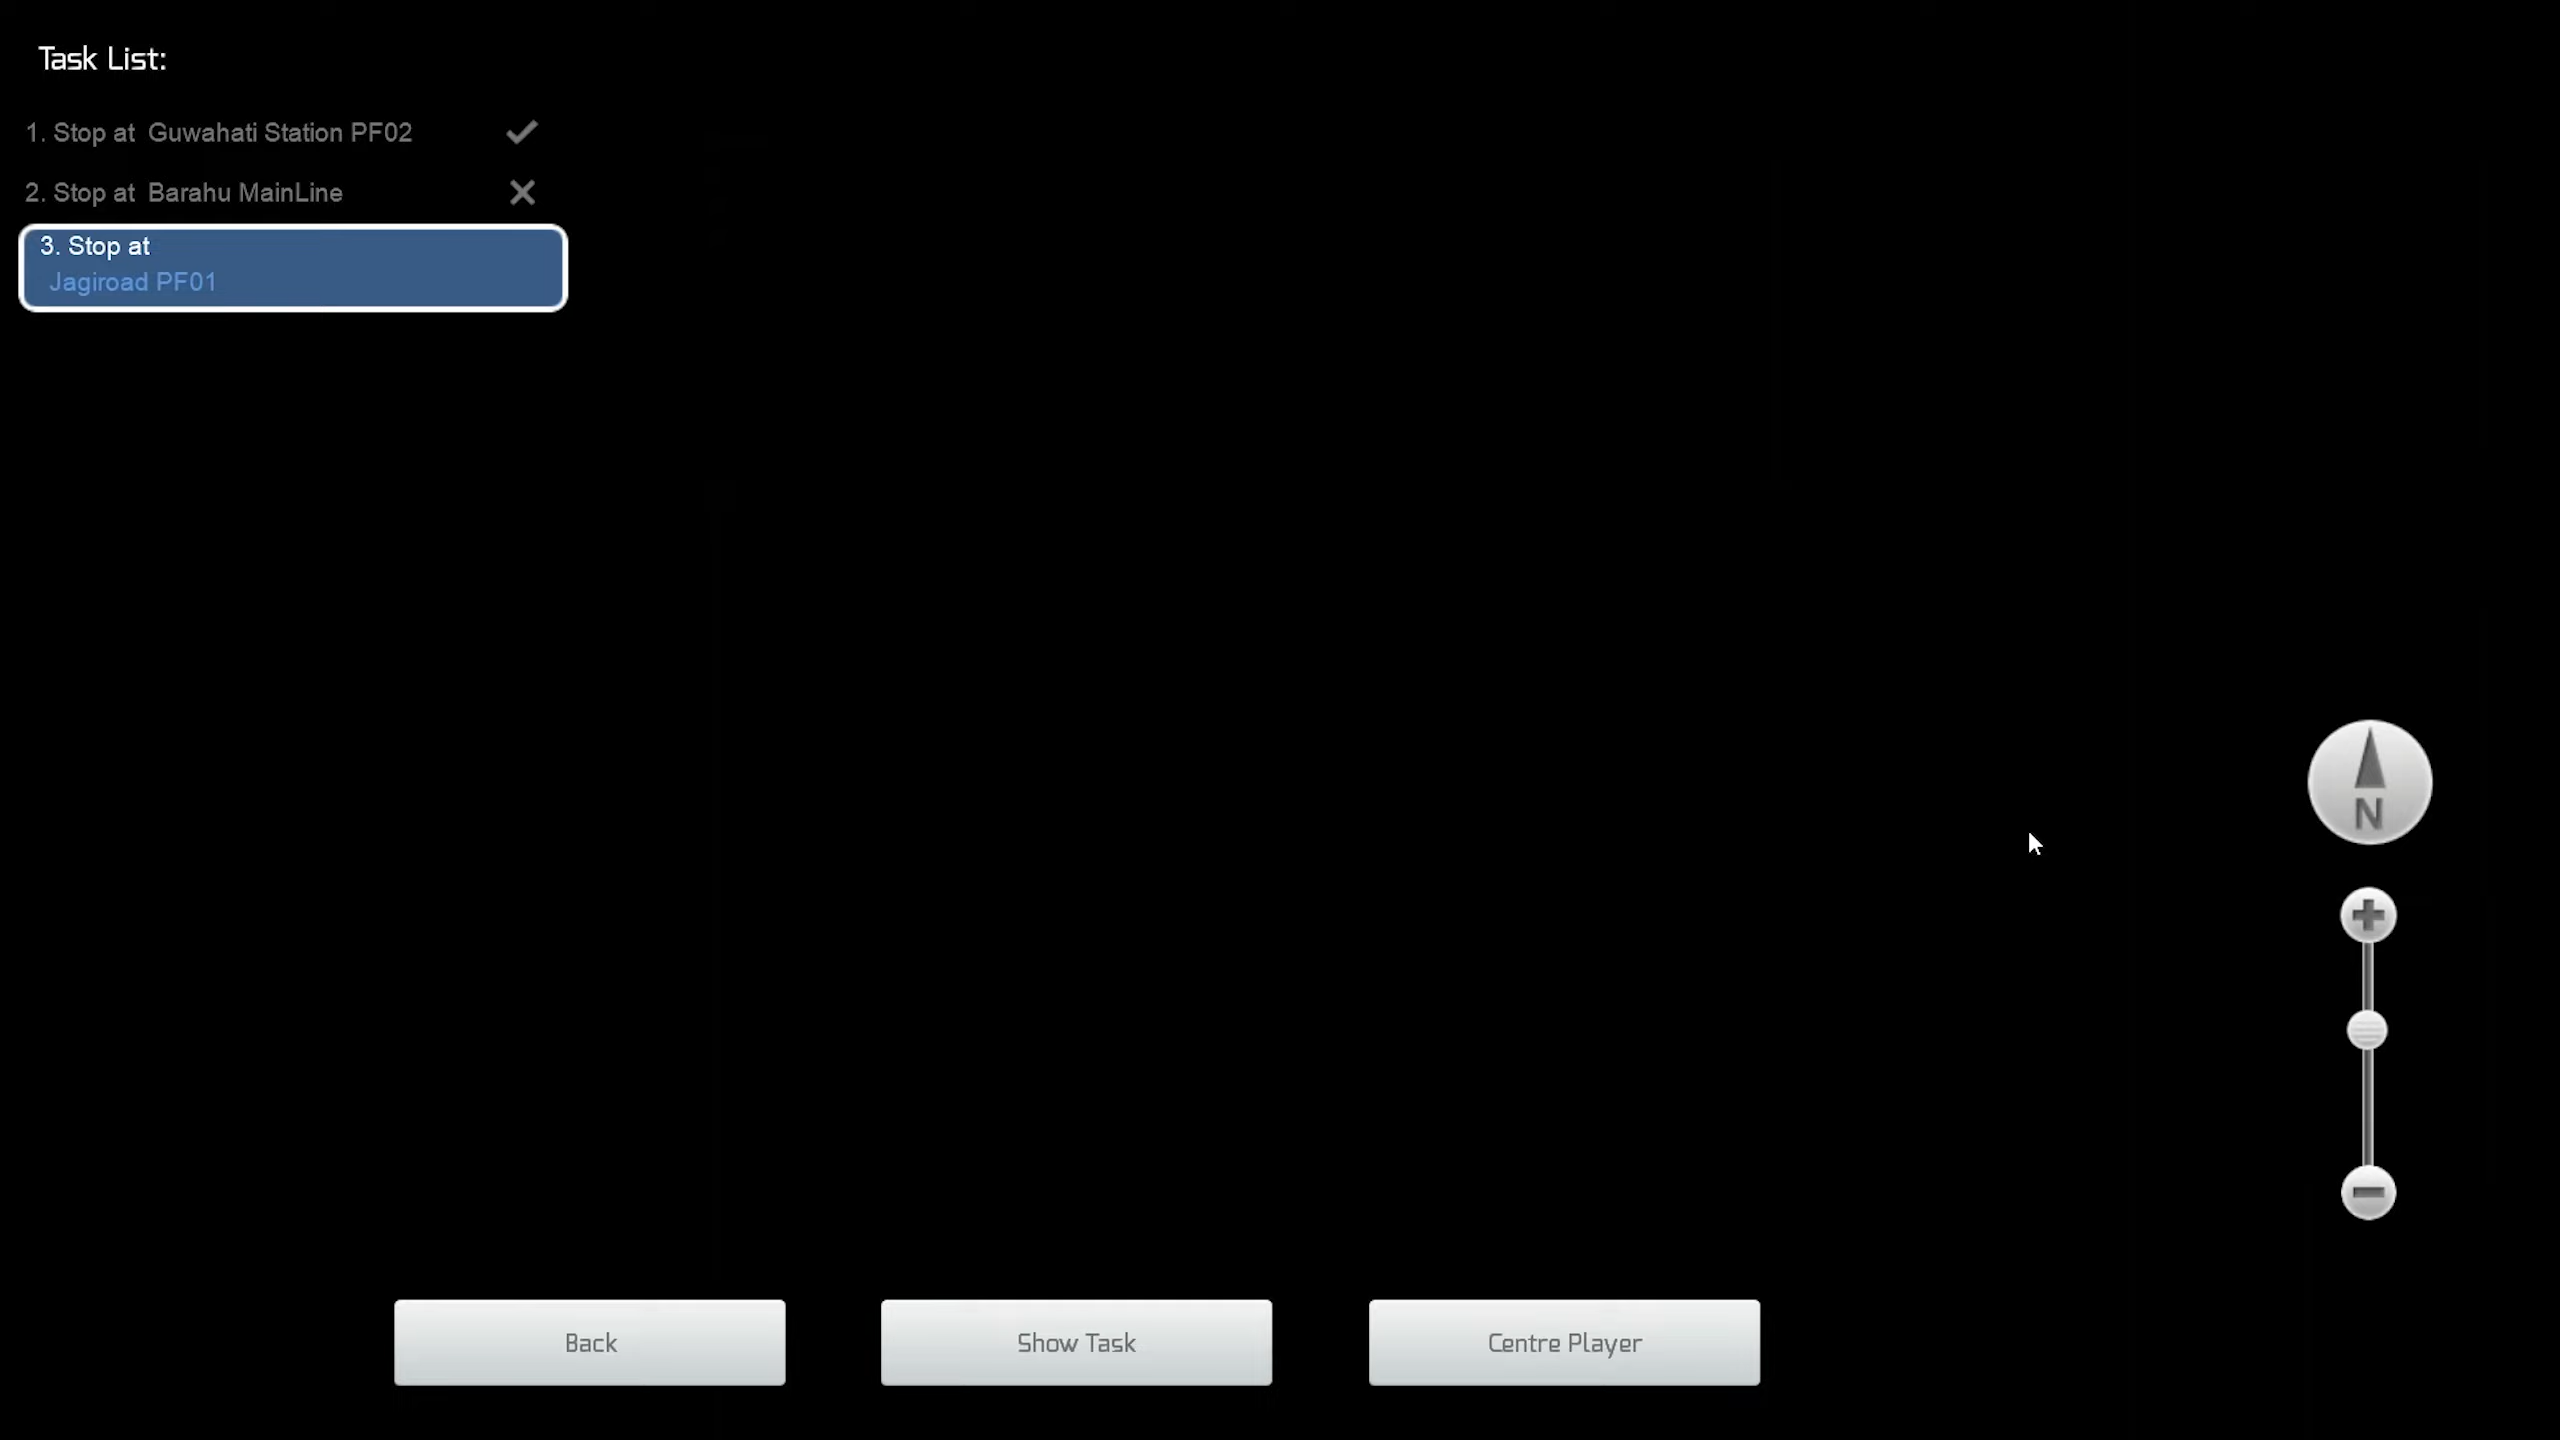 Task List:
1. Stop at Guwahati Station PF02
2. Stop at Barahu MainLine
3. Stop at
Jagiroad PF01
N
Back
Show Task
Centre Player